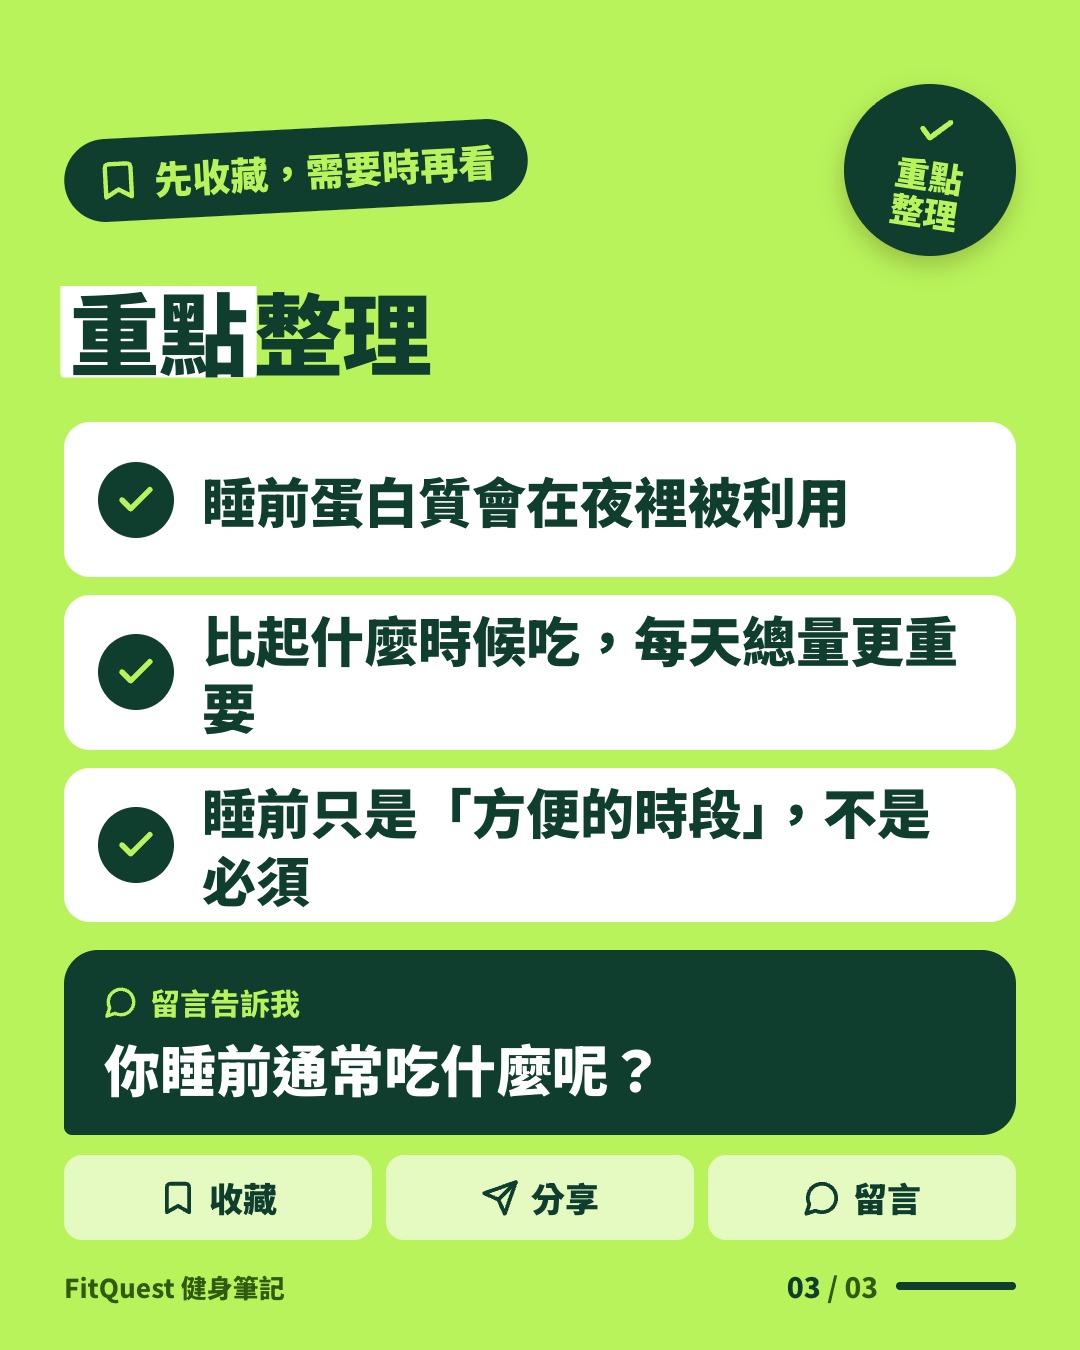 先收藏，需要時再看
重點
整理
重點整理
睡前蛋白質會在夜裡被利用
比起什麼時候吃，每天總量更重
要
睡前只是「方便的時段」，不是
必須
留言告訴我
你睡前通常吃什麼呢？
收藏
分享
留言
FitQuest 健身筆記
03 / 03